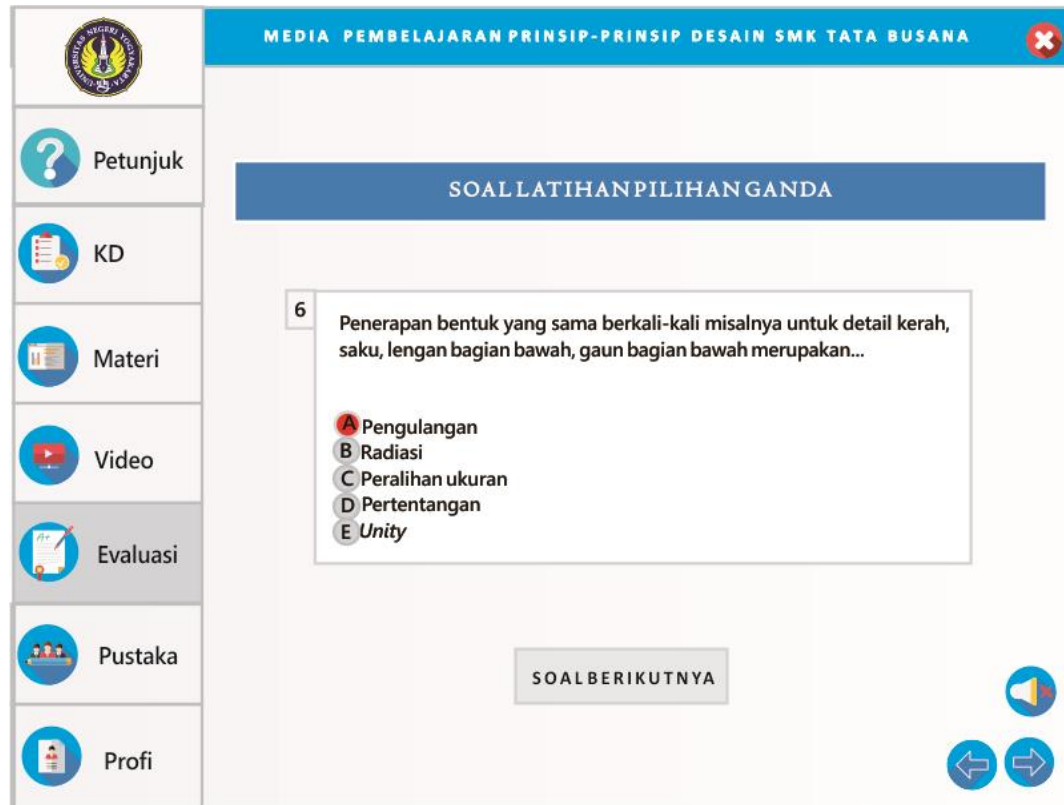 MEDIA PEMBELAJARAN PRINSIP-PRINSIP DESAIN SMK TATA BUSANA
Petunjuk
KD
Materi
Video
Evaluasi
Pustaka
Profi
SOAL LATIHAN PILIHAN GANDA
6
Penerapan bentuk yang sama berkali-kali misalnya untuk detail kerah,
saku, lengan bagian bawah, gaun bagian bawah merupakan...
A Pengulangan
B Radiasi
C Peralihan ukuran
D Pertentangan
E Unity
SOAL BERIKUTNYA